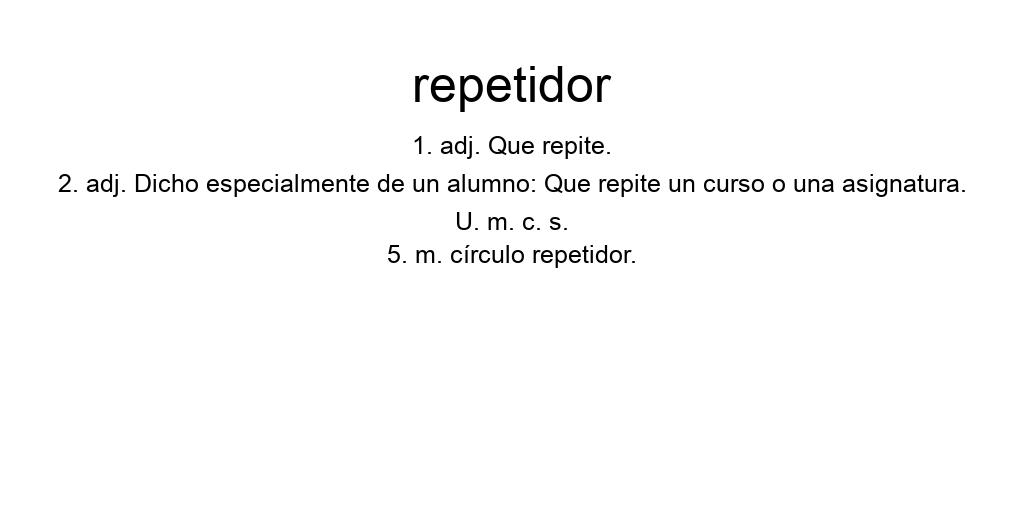 repetidor
1. adj. Que repite.
2. adj. Dicho especialmente de un alumno: Que repite un curso o una asignatura.
U. m. c. s.
5. m. círculo repetidor.